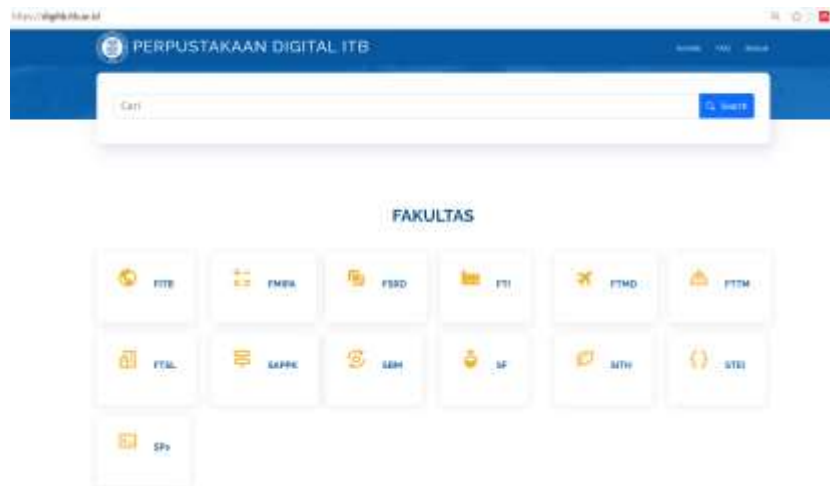 PERPUSTAKAAN DIGITAL ITB
Cari
Search
FAKULTAS
FITB
FMIPA
FSRD
FTI
FTMD
FTTM
FTSL
SAPPK
SBM
SF
SITH
STEI
SPs